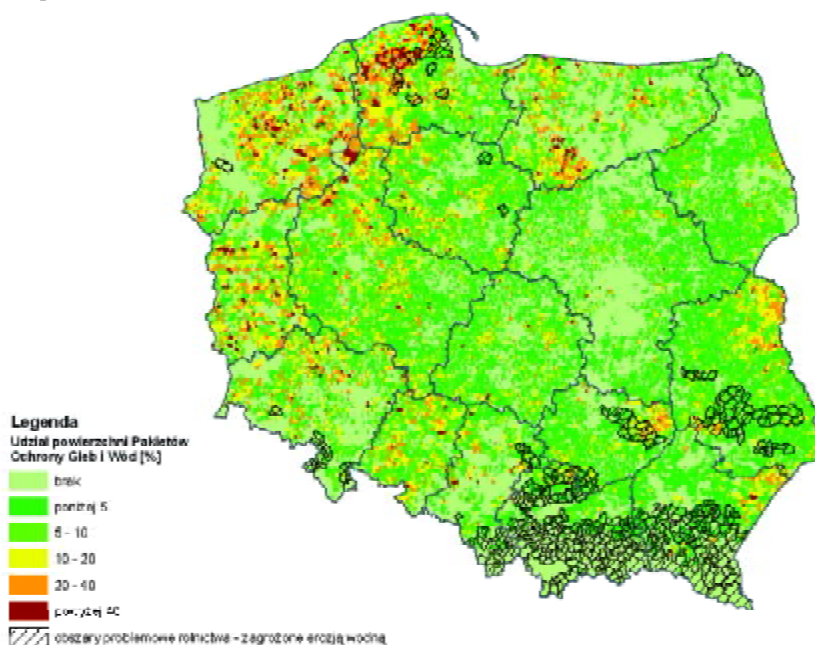 Legenda
Udział powierzchni Pakietów
Ochrony Gleb i Wód [%]
brak
poniżej 5
5 - 10
10 - 20
20 - 40
powyżej 40
obszary problemowe rolnictwa - zagrożone erozją wodną